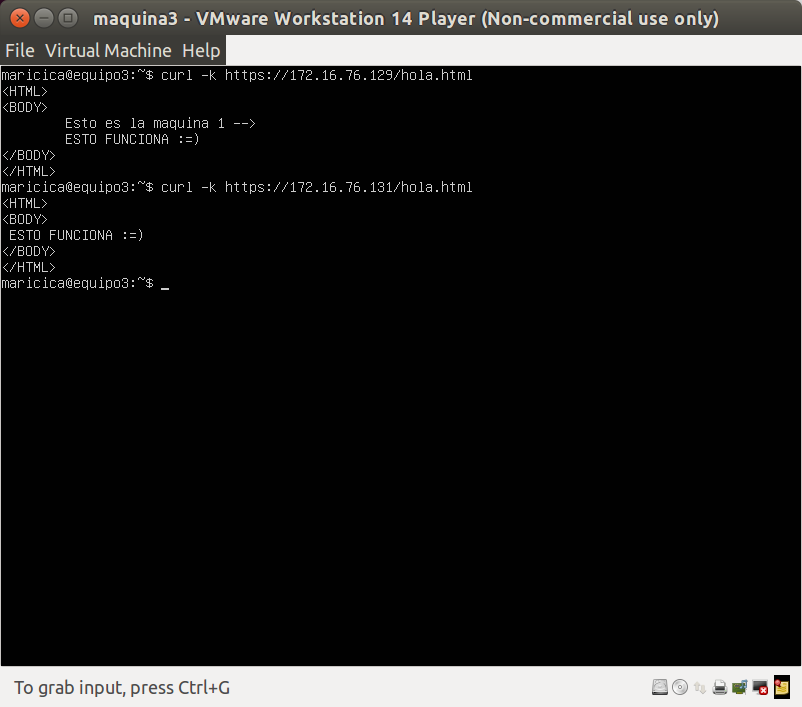 maquina3 - VMware Workstation 14 Player (Non-commercial use only)
File Virtual Machine Help
maricica@equipo3:~$ curl -k https://172.16.76.129/hola.html
<HTML>
<BODY>
        Esto es la maquina 1 -->
        ESTO FUNCIONA :=)
</BODY>
</HTML>
maricica@equipo3:~$ curl -k https://172.16.76.131/hola.html
<HTML>
<BODY>
 ESTO FUNCIONA :=)
</BODY>
</HTML>
maricica@equipo3:~$ _
To grab input, press Ctrl+G